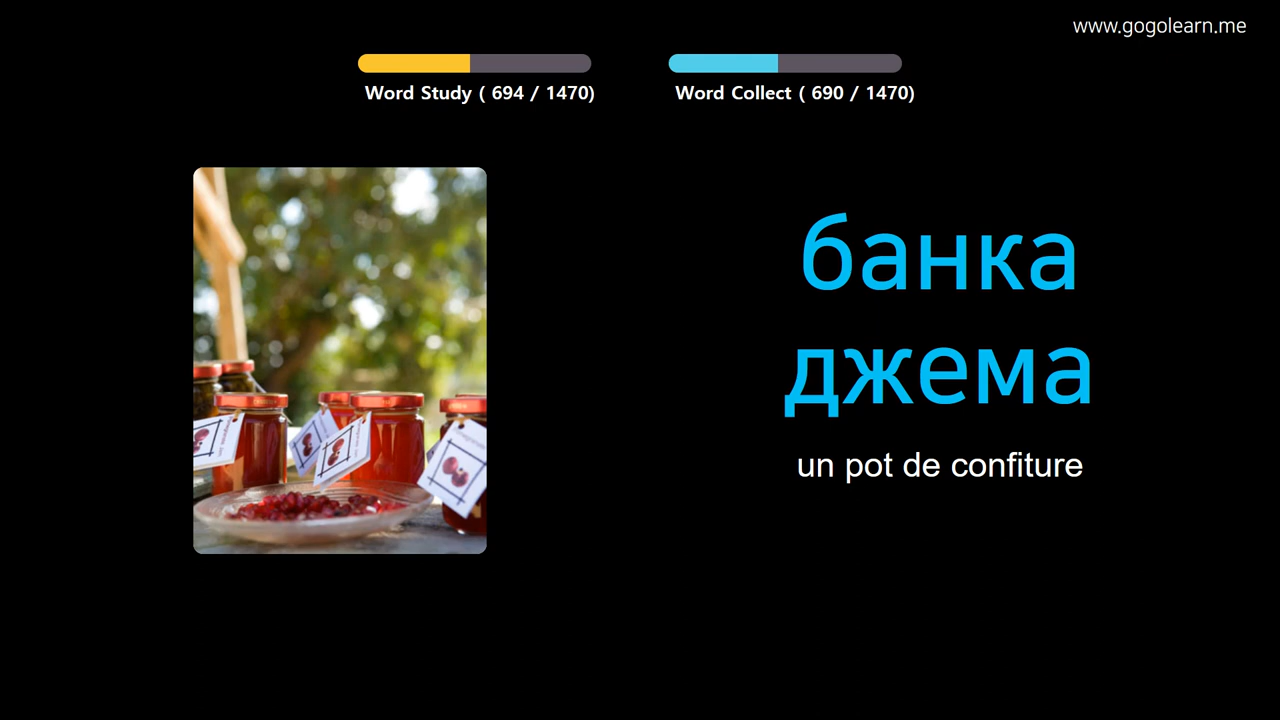 www.gogolearn.me
Word Study ( 694 / 1470)
Word Collect ( 690 / 1470)
банка
джема
un pot de confiture